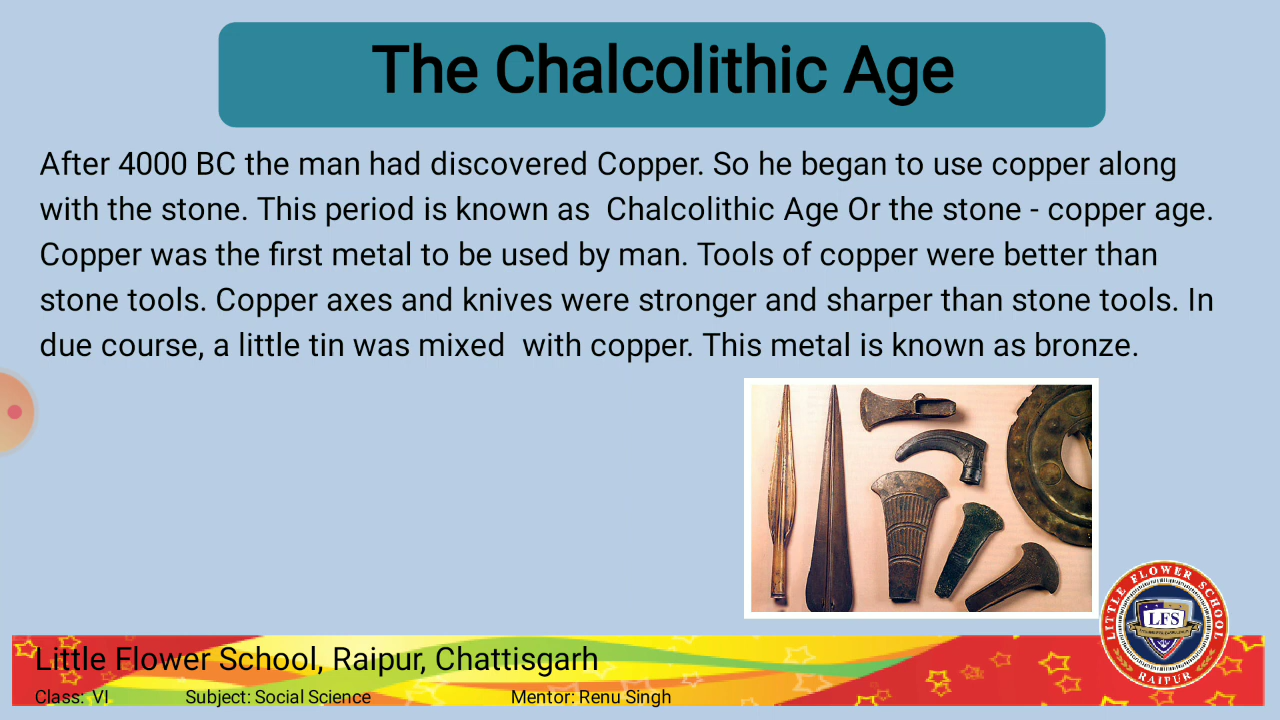 The Chalcolithic Age
After 4000 BC the man had discovered Copper. So he began to use copper along
with the stone. This period is known as  Chalcolithic Age Or the stone - copper age.
Copper was the first metal to be used by man. Tools of copper were better than
stone tools. Copper axes and knives were stronger and sharper than stone tools. In
due course, a little tin was mixed  with copper. This metal is known as bronze.
LITTLE FLOWER SCHOOL
LFS
RAIPUR
Little Flower School, Raipur, Chattisgarh
Class: VI Subject: Social Science Mentor: Renu Singh